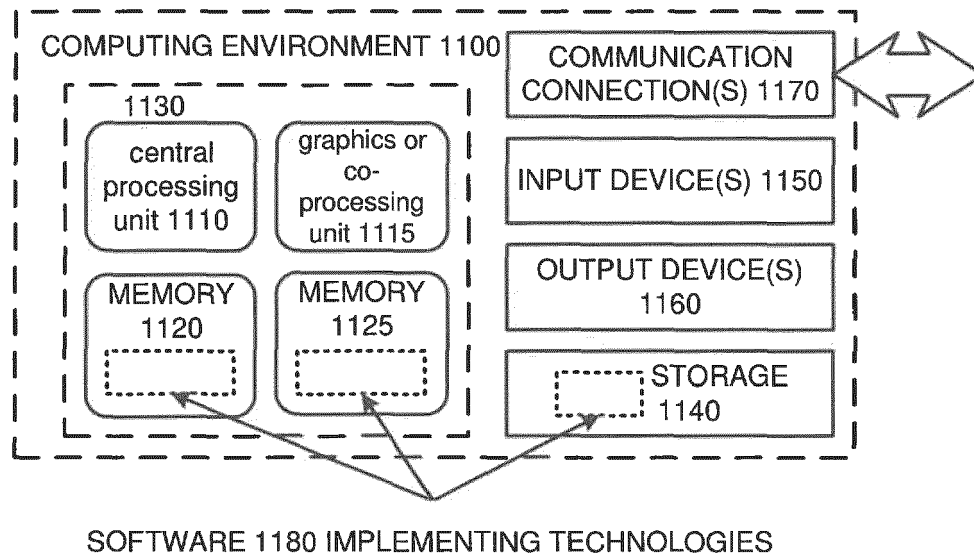 COMPUTING ENVIRONMENT 1100
COMMUNICATION
CONNECTION(S) 1170
1130
central
processing
unit 1110
graphics or
co-
processing
unit 1115
INPUT DEVICE(S) 1150
OUTPUT DEVICE(S)
1160
MEMORY
1120
MEMORY
1125
STORAGE
1140
SOFTWARE 1180 IMPLEMENTING TECHNOLOGIES